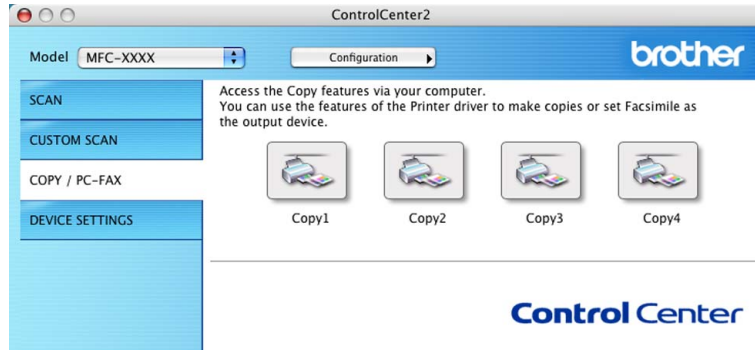 ControlCenter2
Model MFC-XXXX Configuration
brother
SCAN
CUSTOM SCAN
COPY / PC-FAX
DEVICE SETTINGS
Access the Copy features via your computer.
You can use the features of the Printer driver to make copies or set Facsimile as
the output device.
Copy1 Copy2 Copy3 Copy4
Control Center